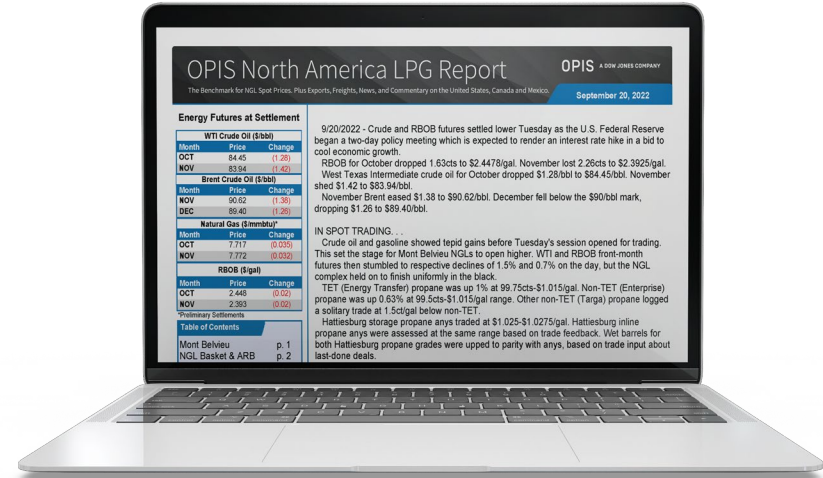 OPIS North America LPG Report
The Benchmark for NGL Spot Prices. Plus Exports, Freights, News, and Commentary on the United States, Canada and Mexico.
OPIS A DOW JONES COMPANY
September 20, 2022
Energy Futures at Settlement
WTI Crude Oil ($/bbl)
Month Price Change
OCT 84.45 (1.28)
NOV 83.94 (1.42)
Brent Crude Oil ($/bbl)
Month Price Change
NOV 90.62 (1.38)
DEC 89.40 (1.26)
Natural Gas ($/mmbtu)*
Month Price Change
OCT 7.717 (0.035)
NOV 7.772 (0.032)
RBOB ($/gal)
Month Price Change
OCT 2.448 (0.02)
NOV 2.393 (0.02)
*Preliminary Settlements
Table of Contents
Mont Belvieu p. 1
NGL Basket & ARB p. 2
9/20/2022 - Crude and RBOB futures settled lower Tuesday as the U.S. Federal Reserve
began a two-day policy meeting which is expected to render an interest rate hike in a bid to
cool economic growth.
RBOB for October dropped 1.63cts to $2.4478/gal. November lost 2.26cts to $2.3925/gal.
West Texas Intermediate crude oil for October dropped $1.28/bbl to $84.45/bbl. November
shed $1.42 to $83.94/bbl.
November Brent eased $1.38 to $90.62/bbl. December fell below the $90/bbl mark,
dropping $1.26 to $89.40/bbl.
IN SPOT TRADING. . .
Crude oil and gasoline showed tepid gains before Tuesday's session opened for trading.
This set the stage for Mont Belvieu NGLs to open higher. WTI and RBOB front-month
futures then stumbled to respective declines of 1.5% and 0.7% on the day, but the NGL
complex held on to finish uniformly in the black.
TET (Energy Transfer) propane was up 1% at 99.75cts-$1.015/gal. Non-TET (Enterprise)
propane was up 0.63% at 99.5cts-$1.015/gal range. Other non-TET (Targa) propane logged
a solitary trade at 1.5ct/gal below non-TET.
Hattiesburg storage propane anys traded at $1.025-$1.0275/gal. Hattiesburg inline
propane anys were assessed at the same range based on trade feedback. Wet barrels for
both Hattiesburg propane grades were upped to parity with anys, based on trade input about
last-done deals.